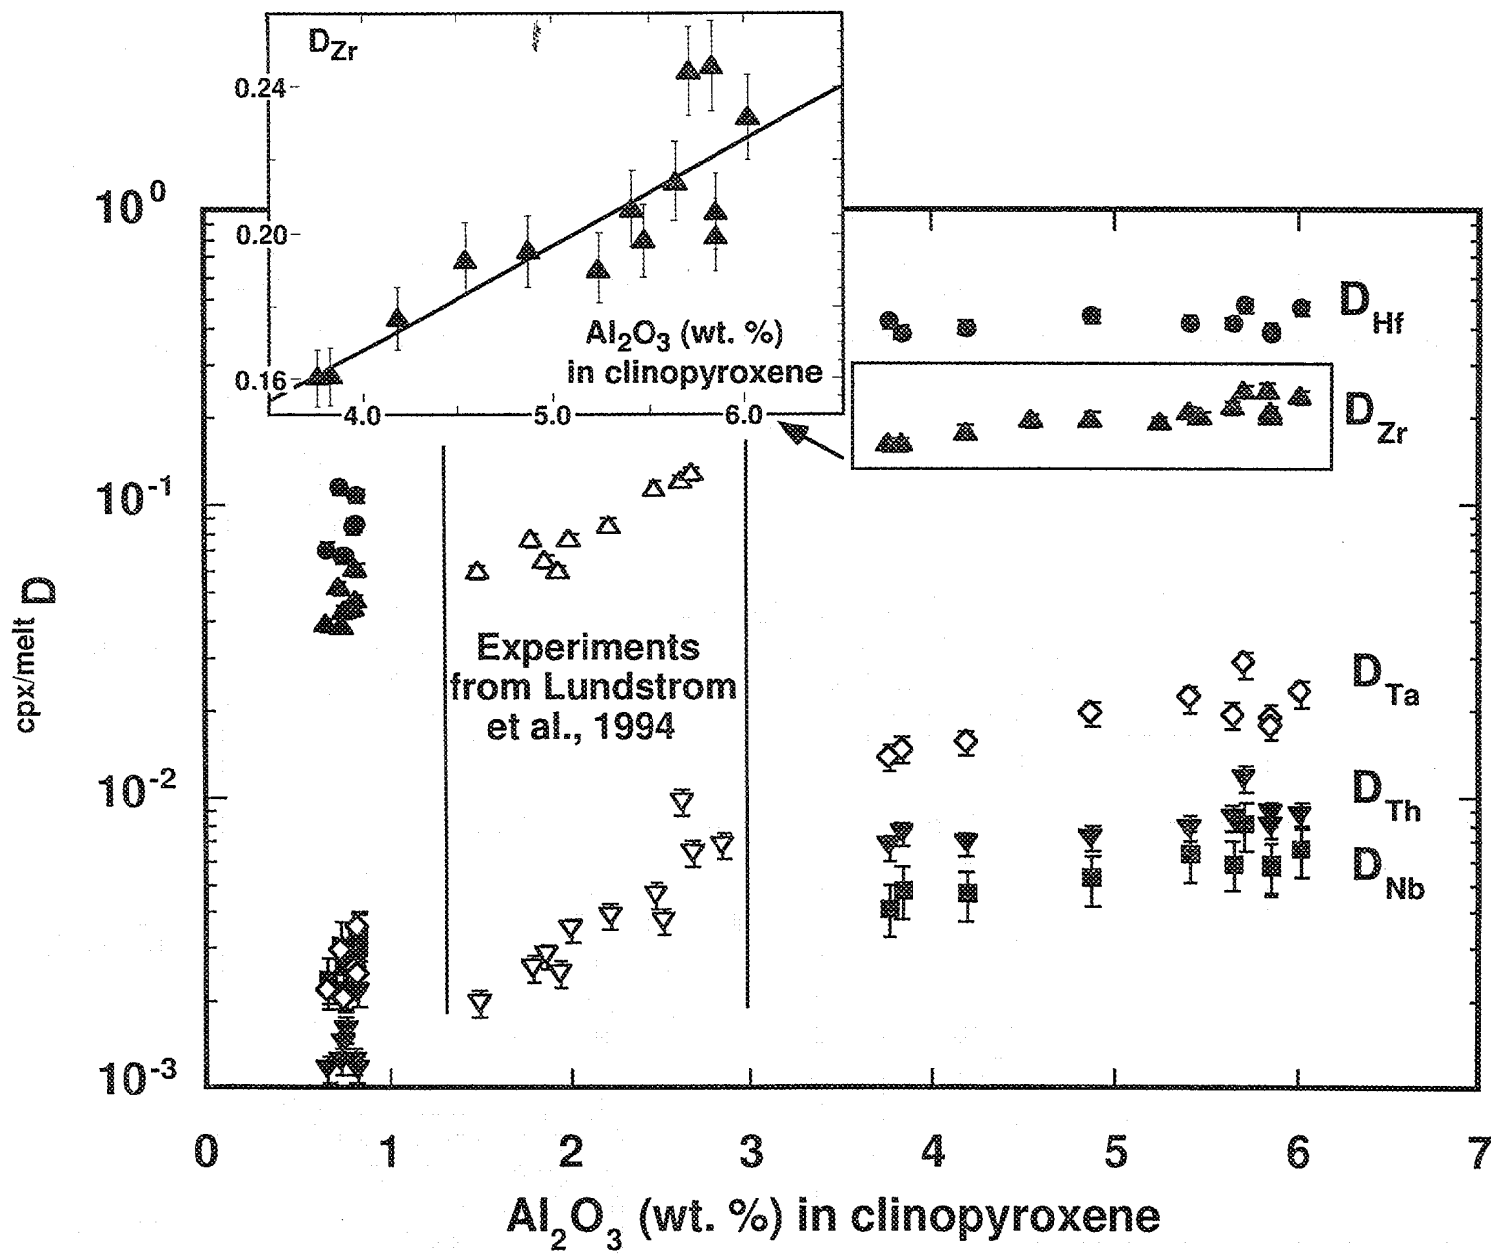 D_Zr
0.24
0.20
0.16
4.0 5.0 6.0
Al₂O₃ (wt. %)
in clinopyroxene
10⁰
10⁻¹
10⁻²
10⁻³
cpx/melt D
D_Hf
D_Zr
D_Ta
D_Th
D_Nb
Experiments
from Lundstrom
et al., 1994
0 1 2 3 4 5 6 7
Al₂O₃ (wt. %) in clinopyroxene